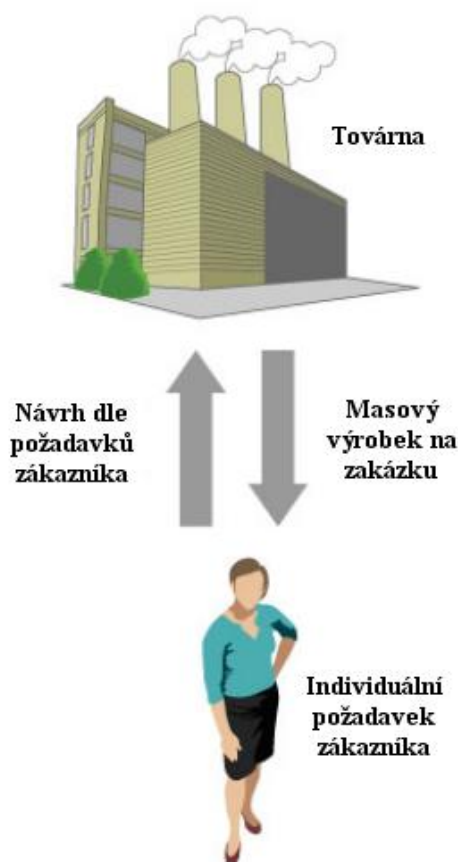 Továrna
Návrh dle
požadavků
zákazníka
Masový
výrobek na
zakázku
Individuální
požadavek
zákazníka